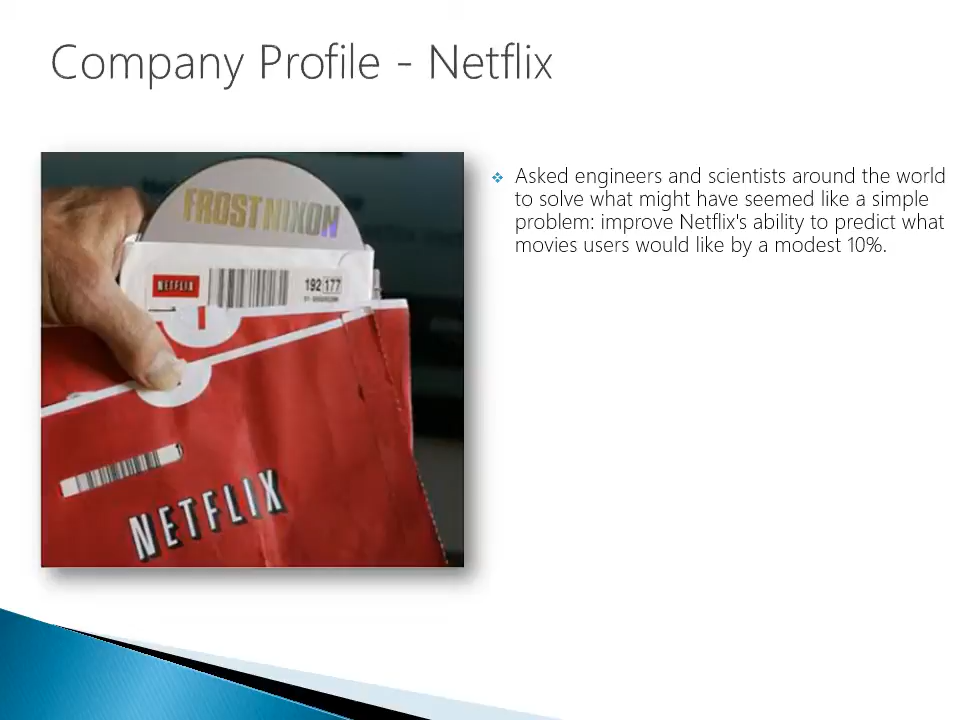 Company Profile - Netflix
Asked engineers and scientists around the world
to solve what might have seemed like a simple
problem: improve Netflix's ability to predict what
movies users would like by a modest 10%.
FROST NIXON
NETFLIX
192 177
NETFLIX